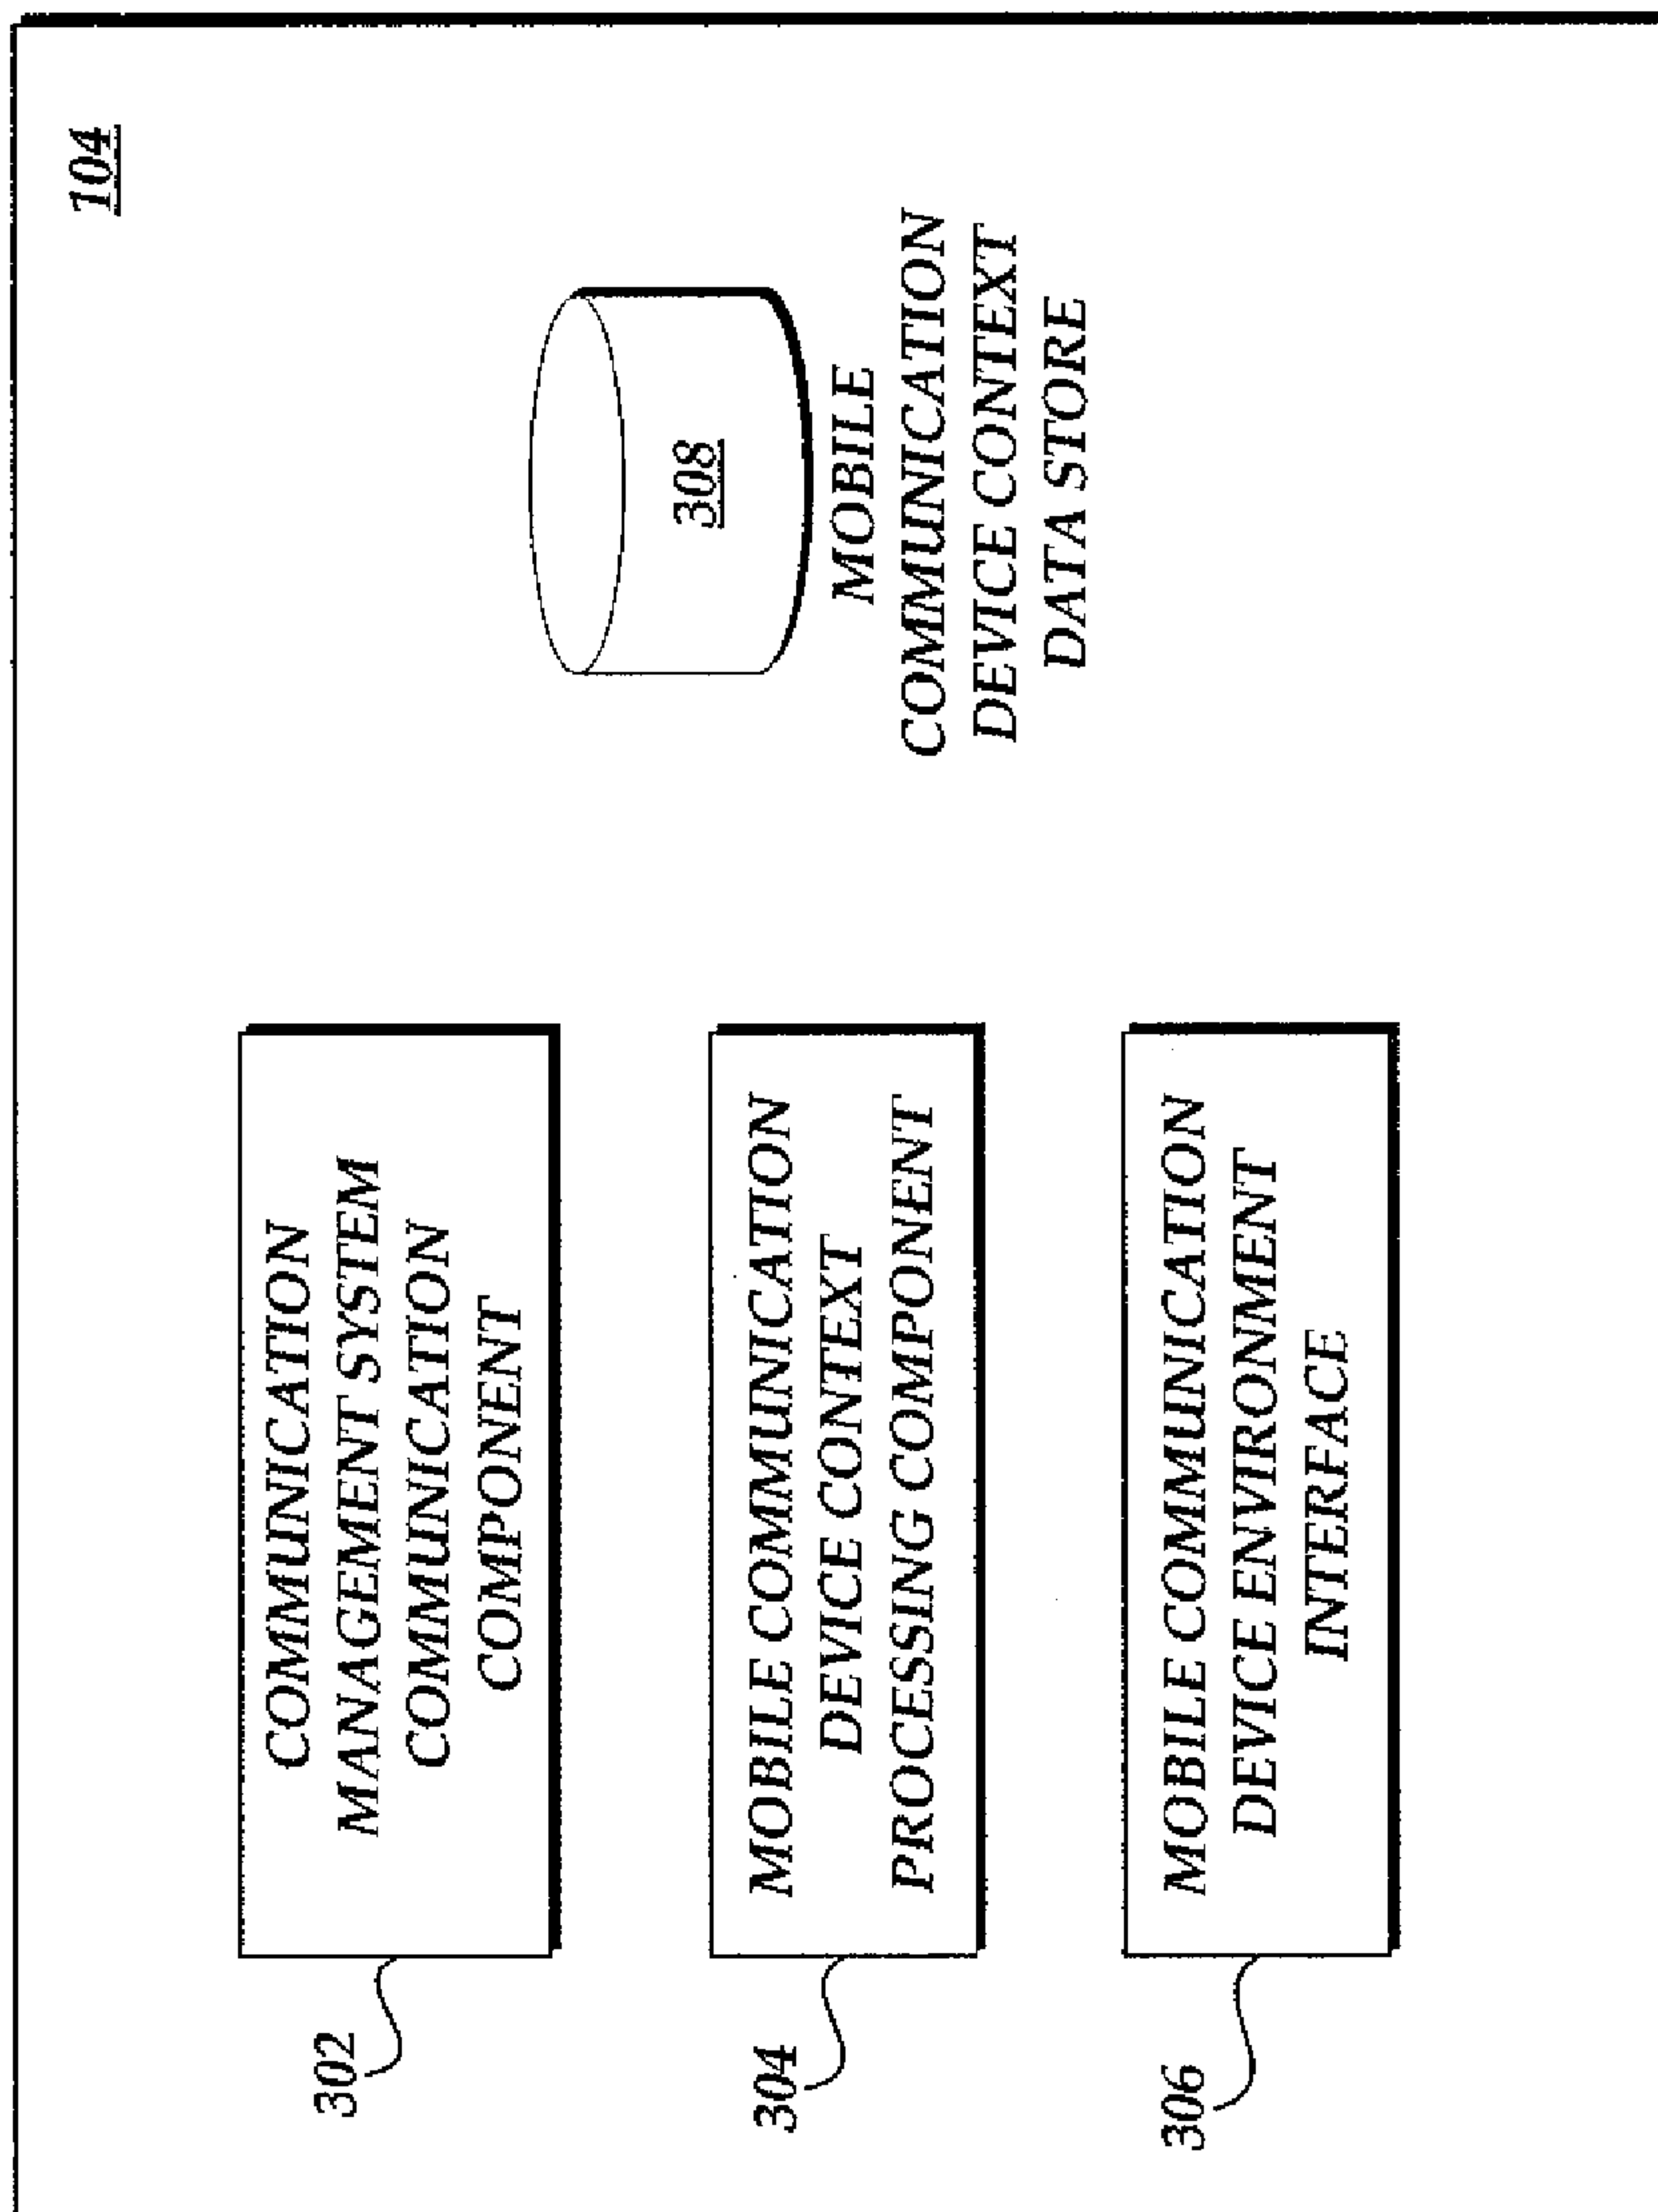 104
302
COMMUNICATION
MANAGEMENT SYSTEM
COMMUNICATION
COMPONENT
308
MOBILE
COMMUNICATION
DEVICE CONTEXT
DATA STORE
304
MOBILE COMMUNICATION
DEVICE CONTEXT
PROCESSING COMPONENT
306
MOBILE COMMUNICATION
DEVICE ENVIRONMENT
INTERFACE